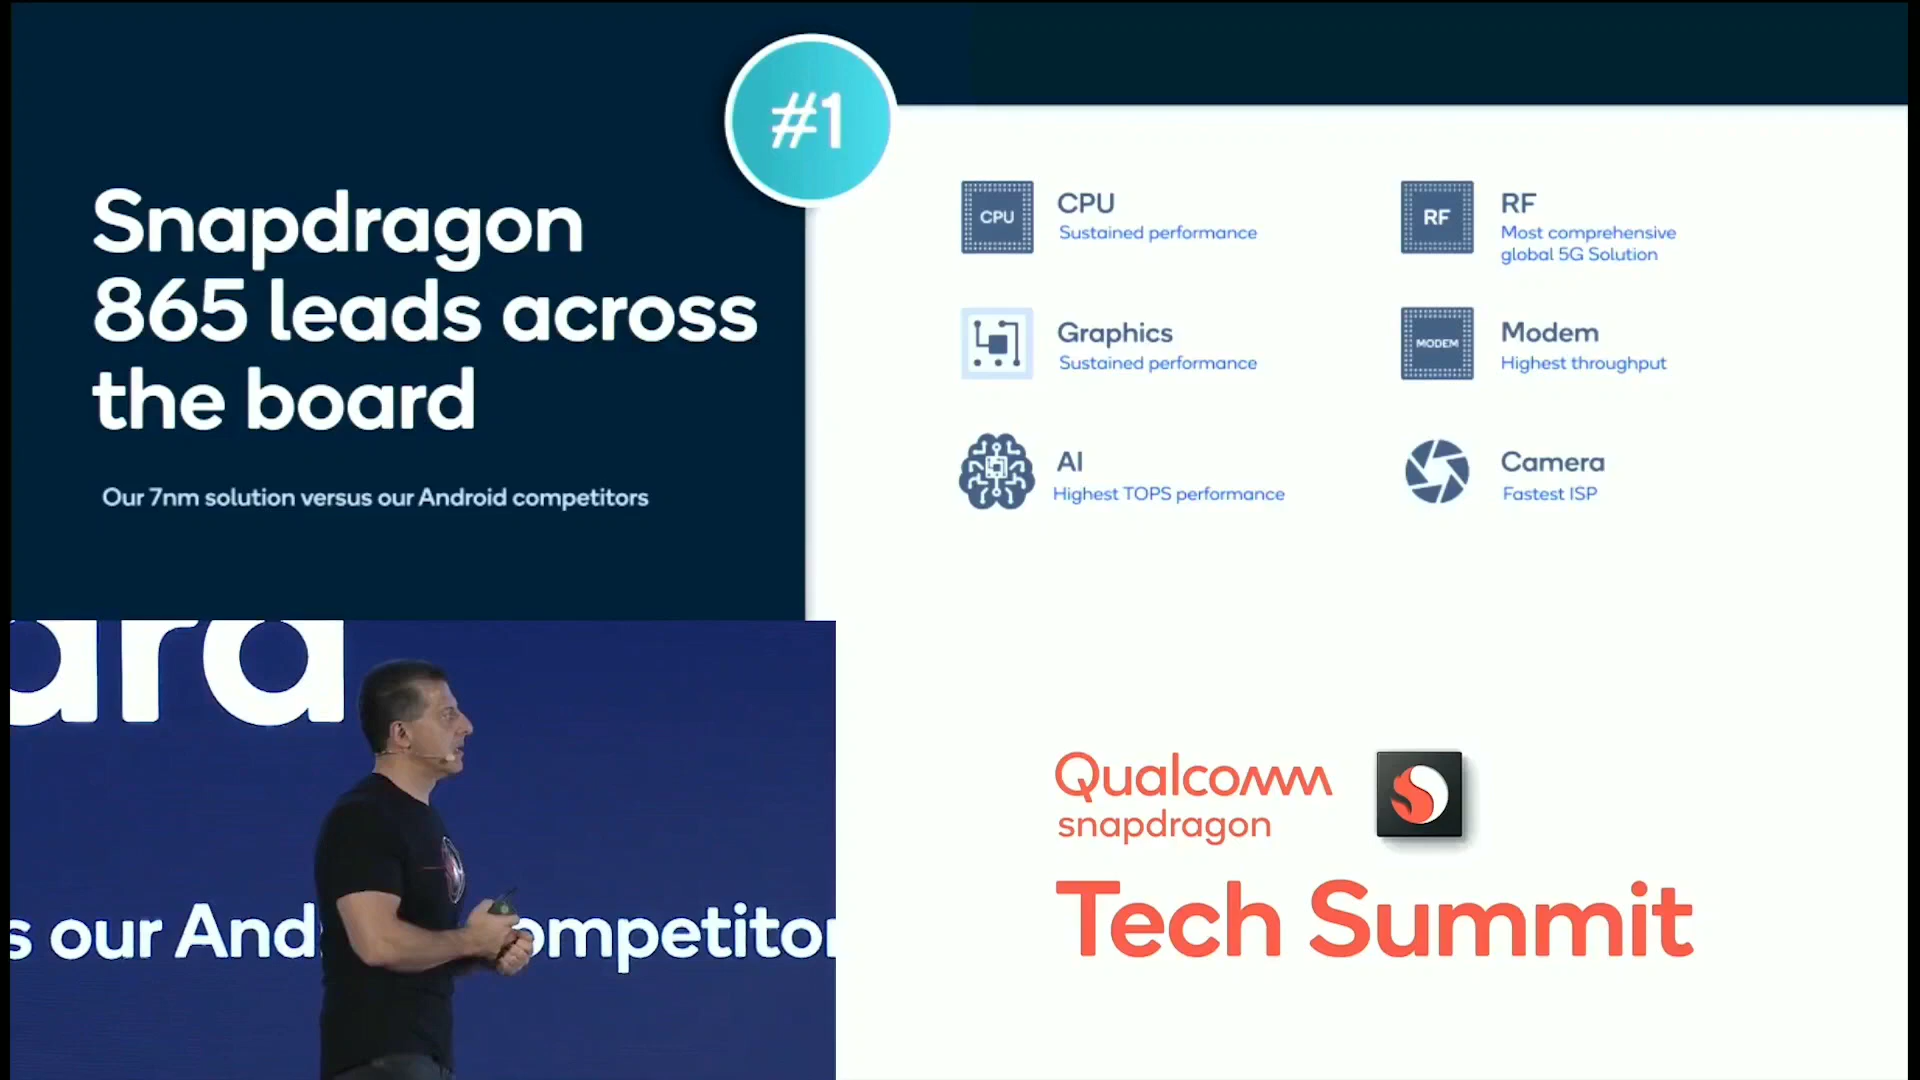 #1
Snapdragon
865 leads across
the board
Our 7nm solution versus our Android competitors
CPU
CPU
Sustained performance
Graphics
Sustained performance
AI
Highest TOPS performance
RF
RF
Most comprehensive
global 5G Solution
MODEM
Modem
Highest throughput
Camera
Fastest ISP
ard
s our And ompetitor
Qualcomm
snapdragon
Tech Summit